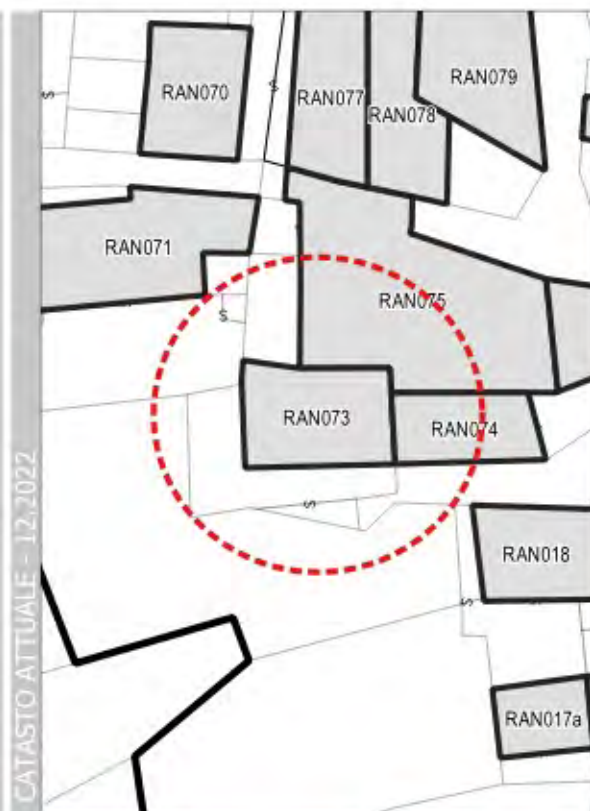 RAN070
RAN077
RAN078
RAN079
RAN071
RAN075
RAN073
RAN074
RAN018
RAN017a
S
S
S
S
S
S
CATASTO ATTUALE - 12.2022